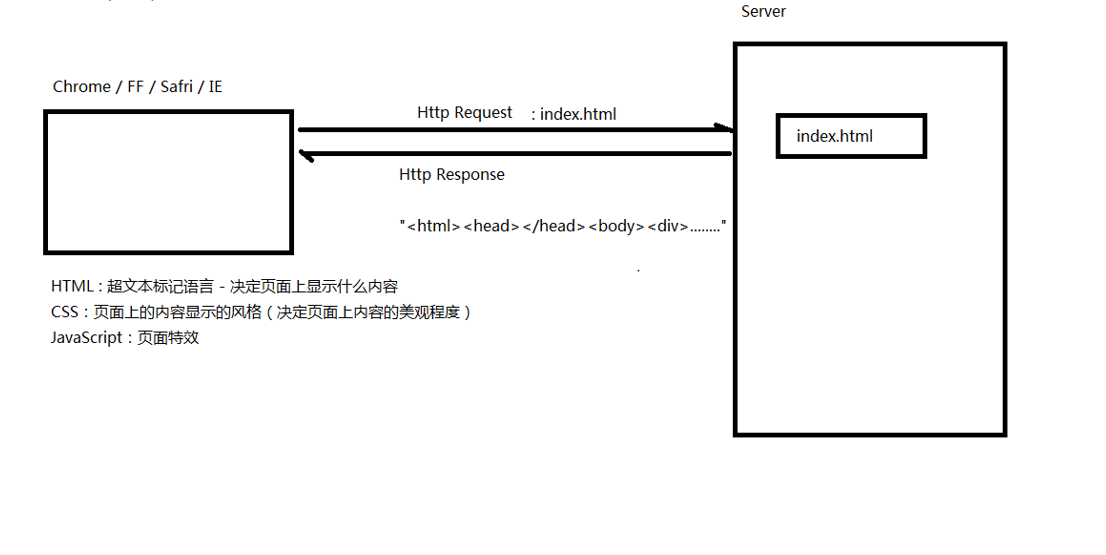 Server
Chrome / FF / Safri / IE
Http Request : index.html
index.html
Http Response
"<html><head></head><body><div>........"
HTML : 超文本标记语言 - 决定页面上显示什么内容
CSS : 页面上的内容显示的风格 ( 决定页面上内容的美观程度 )
JavaScript : 页面特效